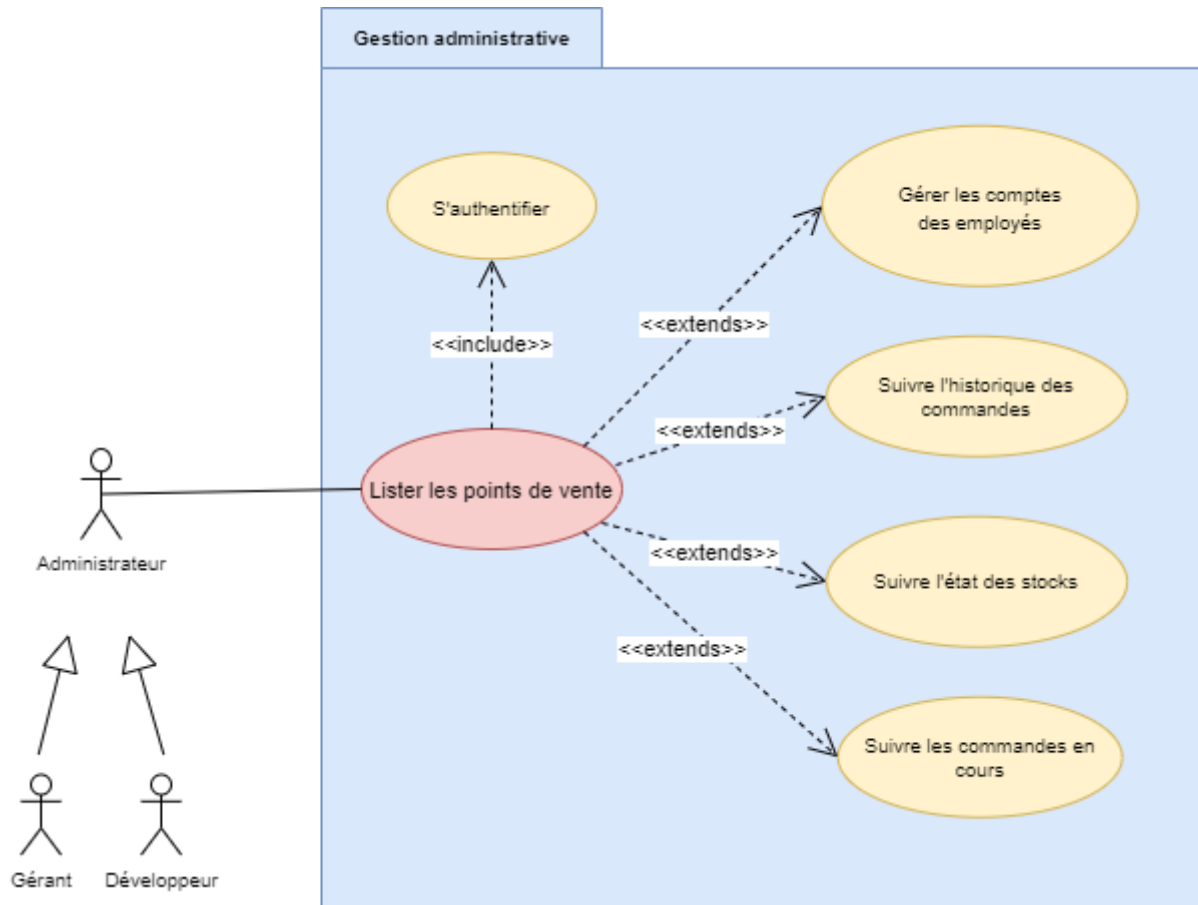 Gestion administrative
S'authentifier
Gérer les comptes
des employés
<<extends>>
<<include>>
Suivre l'historique des
commandes
<<extends>>
Lister les points de vente
Administrateur
<<extends>>
Suivre l'état des stocks
<<extends>>
Suivre les commandes en
cours
Gérant
Développeur